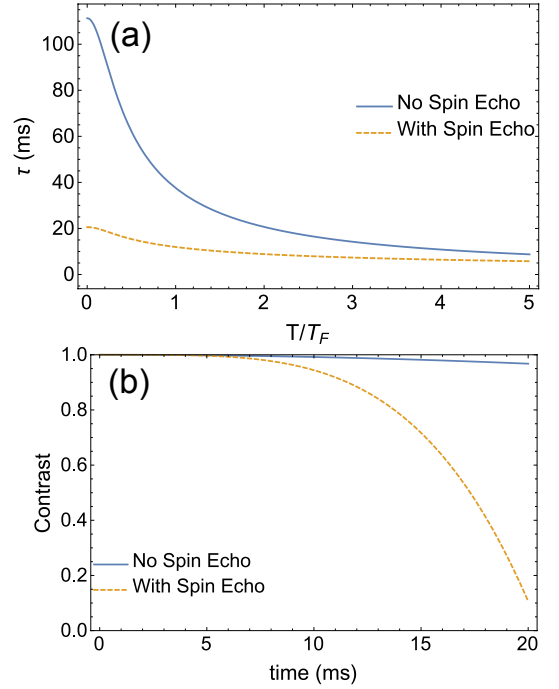 (a)
100
80
60
40
20
0
τ (ms)
No Spin Echo
With Spin Echo
0 1 2 3 4 5
T/T_F
(b)
1.0
0.8
0.6
0.4
0.2
0.0
Contrast
No Spin Echo
With Spin Echo
0 5 10 15 20
time (ms)